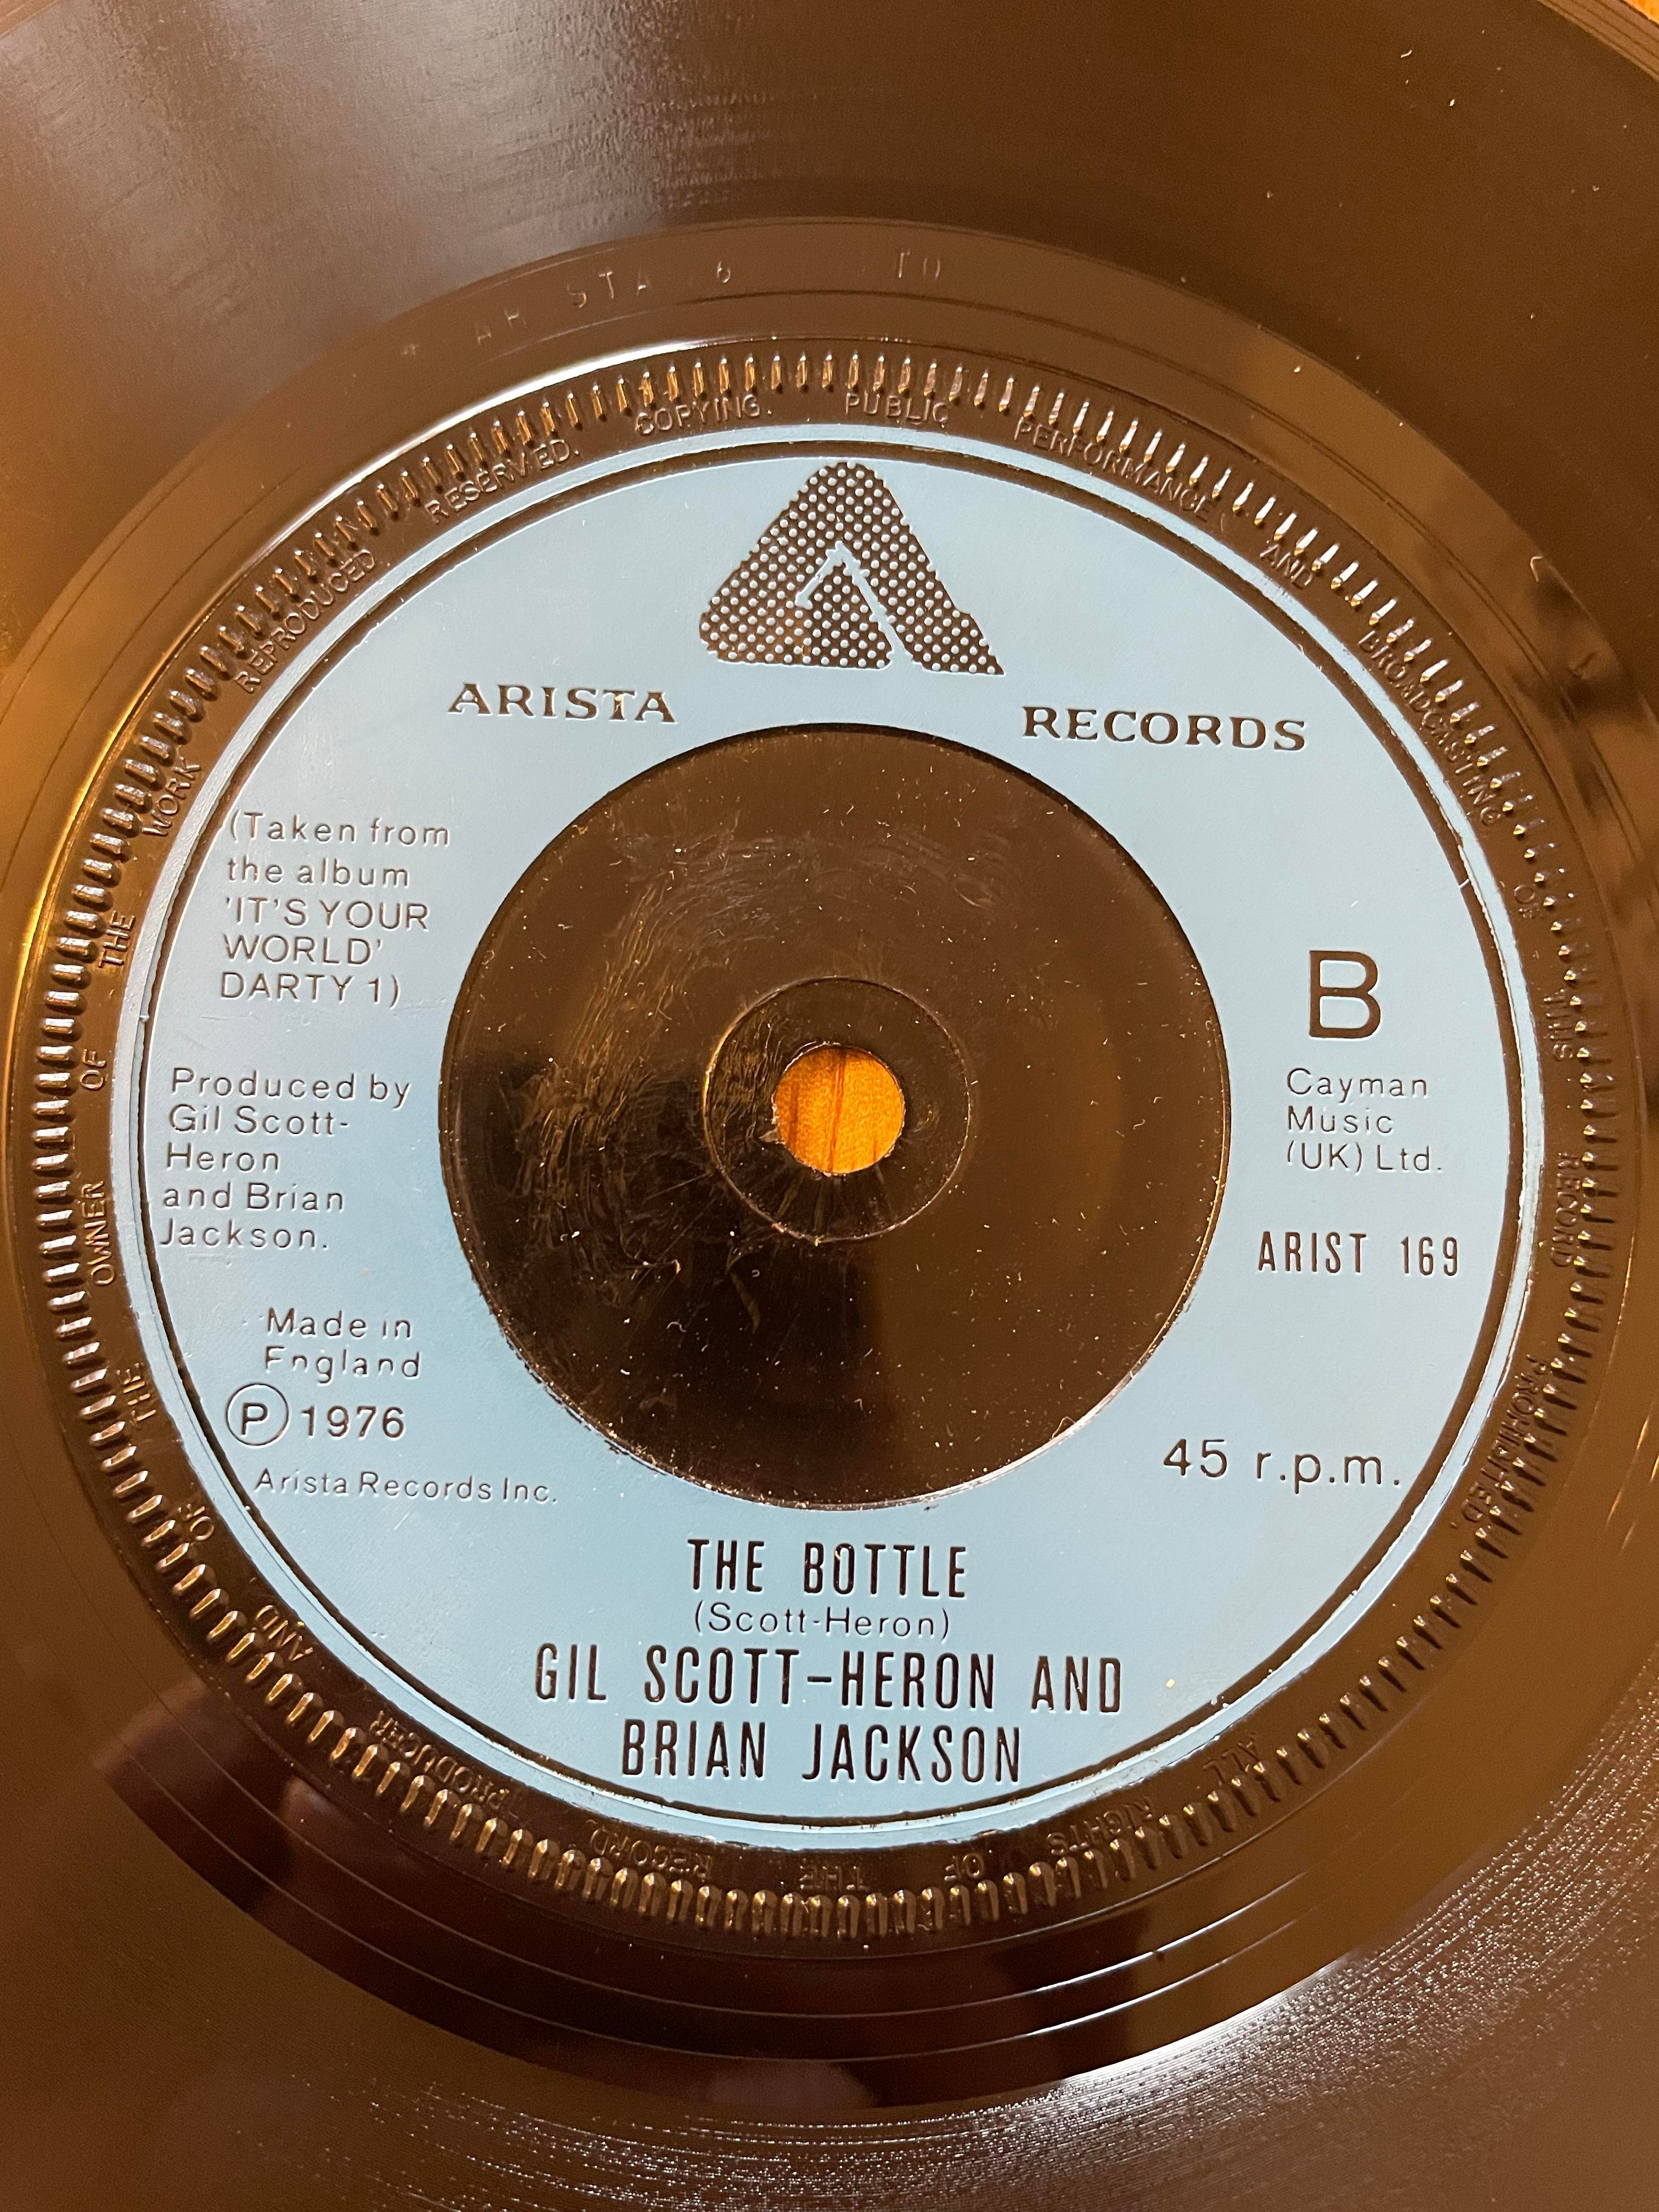 ARISTA RECORDS
(Taken from
the album
'IT'S YOUR
WORLD'
DARTY 1)
Produced by
Gil Scott-
Heron
and Brian
Jackson.
Made in
England
Ⓟ 1976
Arista Records Inc.
B
Cayman
Music
(UK) Ltd.
ARIST 169
45 r.p.m.
THE BOTTLE
(Scott-Heron)
GIL SCOTT-HERON AND
BRIAN JACKSON
ALL RIGHTS OF THE RECORD PRODUCER AND OF THE OWNER OF THE WORK REPRODUCED RESERVED. COPYING. PUBLIC PERFORMANCE AND BROADCASTING OF THIS RECORD PROHIBITED.